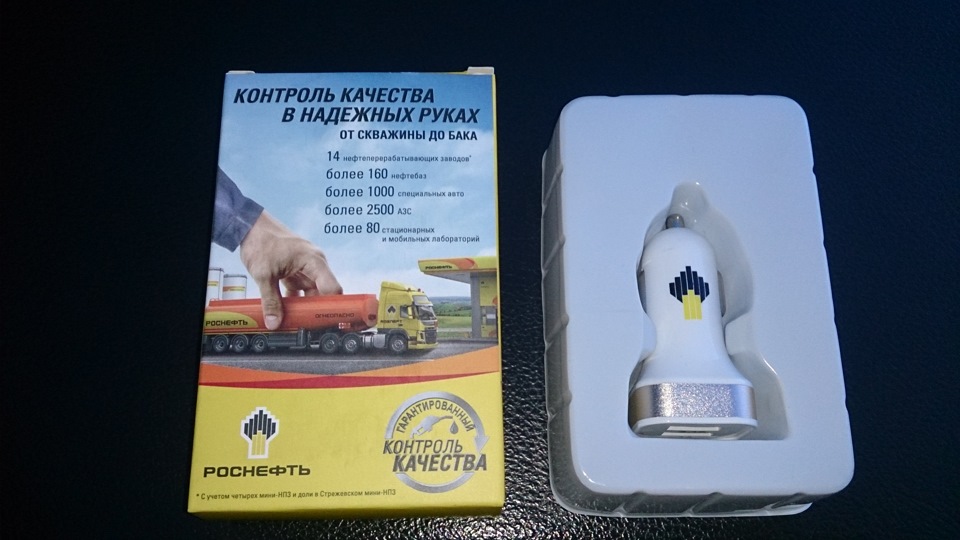 КОНТРОЛЬ КАЧЕСТВА
В НАДЕЖНЫХ РУКАХ
ОТ СКВАЖИНЫ ДО БАКА
14 нефтеперерабатывающих заводов*
более 160 нефтебаз
более 1000 специальных авто
более 2500 АЗС
более 80 стационарных
и мобильных лабораторий
РОСНЕФТЬ
ОГНЕОПАСНО
РОСНЕФТЬ
РОСНЕФТЬ
ГАРАНТИРОВАННЫЙ
КОНТРОЛЬ
КАЧЕСТВА
РОСНЕФТЬ
* С учетом четырех мини-НПЗ и доли в Стрежевском мини-НПЗ